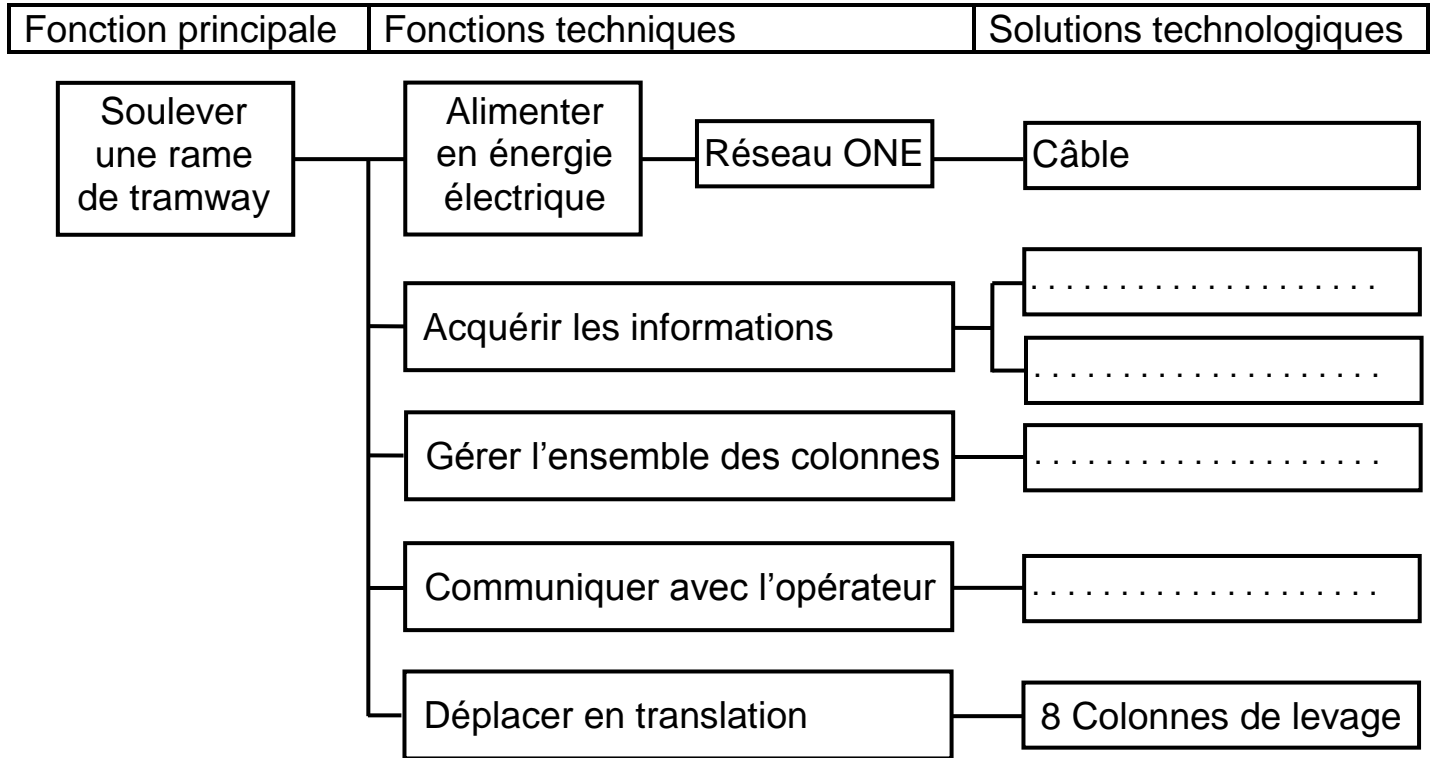 Fonction principale Fonctions techniques Solutions technologiques
Soulever
une rame
de tramway
Alimenter
en énergie
électrique
Réseau ONE
Câble
Acquérir les informations
. . . . . . . . . . . . . . . . . . . .
. . . . . . . . . . . . . . . . . . . .
Gérer l’ensemble des colonnes
. . . . . . . . . . . . . . . . . . . .
Communiquer avec l’opérateur
. . . . . . . . . . . . . . . . . . . .
Déplacer en translation
8 Colonnes de levage